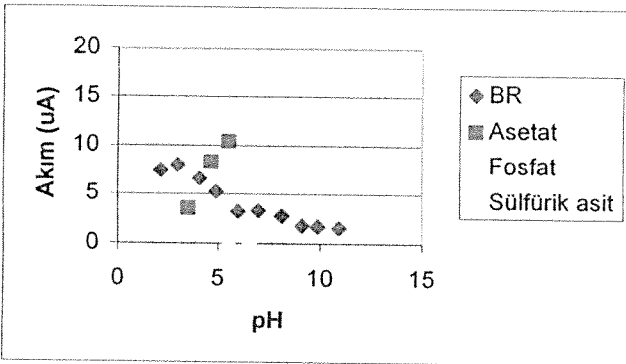 20
15
10
5
0
0 5 10 15
Akım (uA)
pH
BR
Asetat
Fosfat
Sülfürik asit